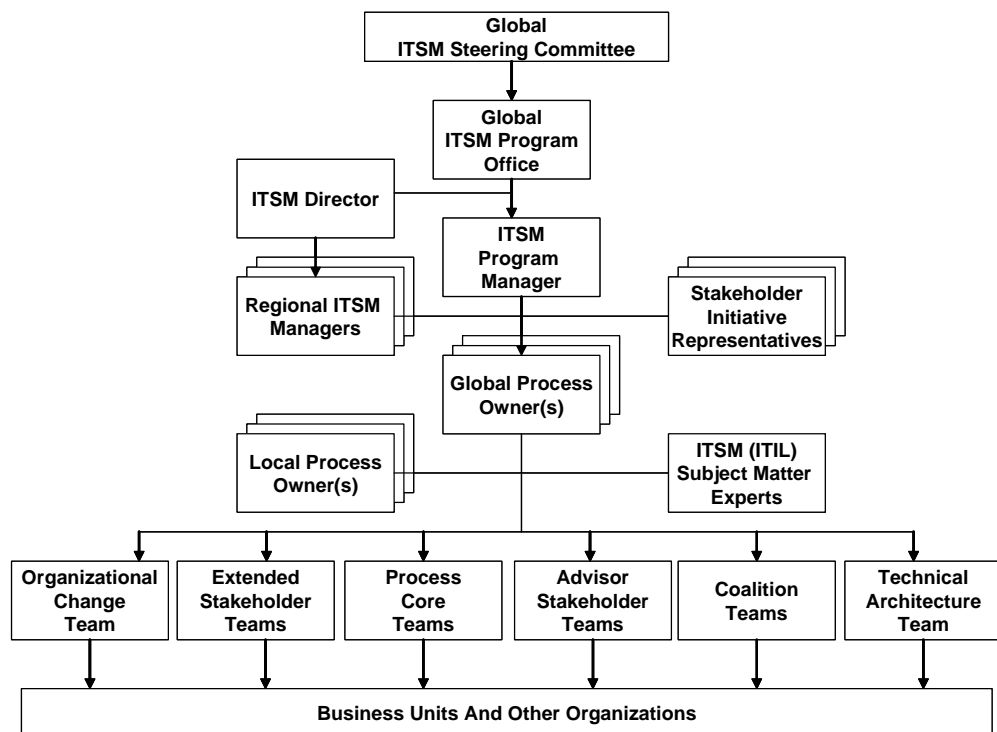 Global
ITSM Steering Committee
Global
ITSM Program
Office
ITSM Director
ITSM
Program
Manager
Regional ITSM
Managers
Stakeholder
Initiative
Representatives
Global Process
Owner(s)
Local Process
Owner(s)
ITSM (ITIL)
Subject Matter
Experts
Organizational
Change
Team
Extended
Stakeholder
Teams
Process
Core
Teams
Advisor
Stakeholder
Teams
Coalition
Teams
Technical
Architecture
Team
Business Units And Other Organizations